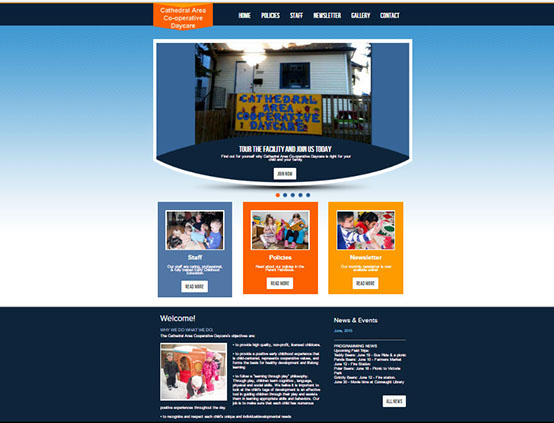 Cathedral Area
Co-operative
Daycare
HOME POLICIES STAFF NEWSLETTER GALLERY CONTACT
CATHEDRAL
AREA
COOPERATIVE
DAYCARE
TOUR THE FACILITY AND JOIN US TODAY
Find out for yourself why Cathedral Area Co-operative Daycare is right for your
child and your family.
JOIN NOW
Staff
Our staff are caring, professional,
& fully trained Early Childhood
Educators.
READ MORE
Policies
Read about our policies in the
Parent Handbook.
READ MORE
Newsletter
Our monthly newsletter is now
available online!
READ MORE
Welcome!
WHY WE DO WHAT WE DO.
The Cathedral Area Cooperative Daycare's objectives are:
• to provide high quality, non-profit, licensed childcare.
• to provide a positive early childhood experience that
is child-centered, represents cooperative values, and
forms the basis for healthy development and lifelong
learning
• to follow a "learning through play" philosophy.
Through play, children learn cognitive, language,
physical and social skills. We believe it is important to
look at the child's stage of development is an effective
tool in guiding children through their play and assists
them in learning appropriate skills and behaviors. Our
job is to make sure that each child has numerous
positive experiences throughout the day.
• to recognize and respect each child's unique and individual/developmental needs
News & Events
June, 2015
PROGRAMMING NEWS
Upcoming Field Trips:
Teddy Bears: June 19 - Bus Ride & a picnic
Panda Bears: June 10 - Farmers Market
June 12 - Fire Station
Polar Bears: June 16 - Picnic to Victoria
Park
Grizzly Bears: June 12 - Fire station.
June 30 - Movie time at Connaught Library
ALL NEWS